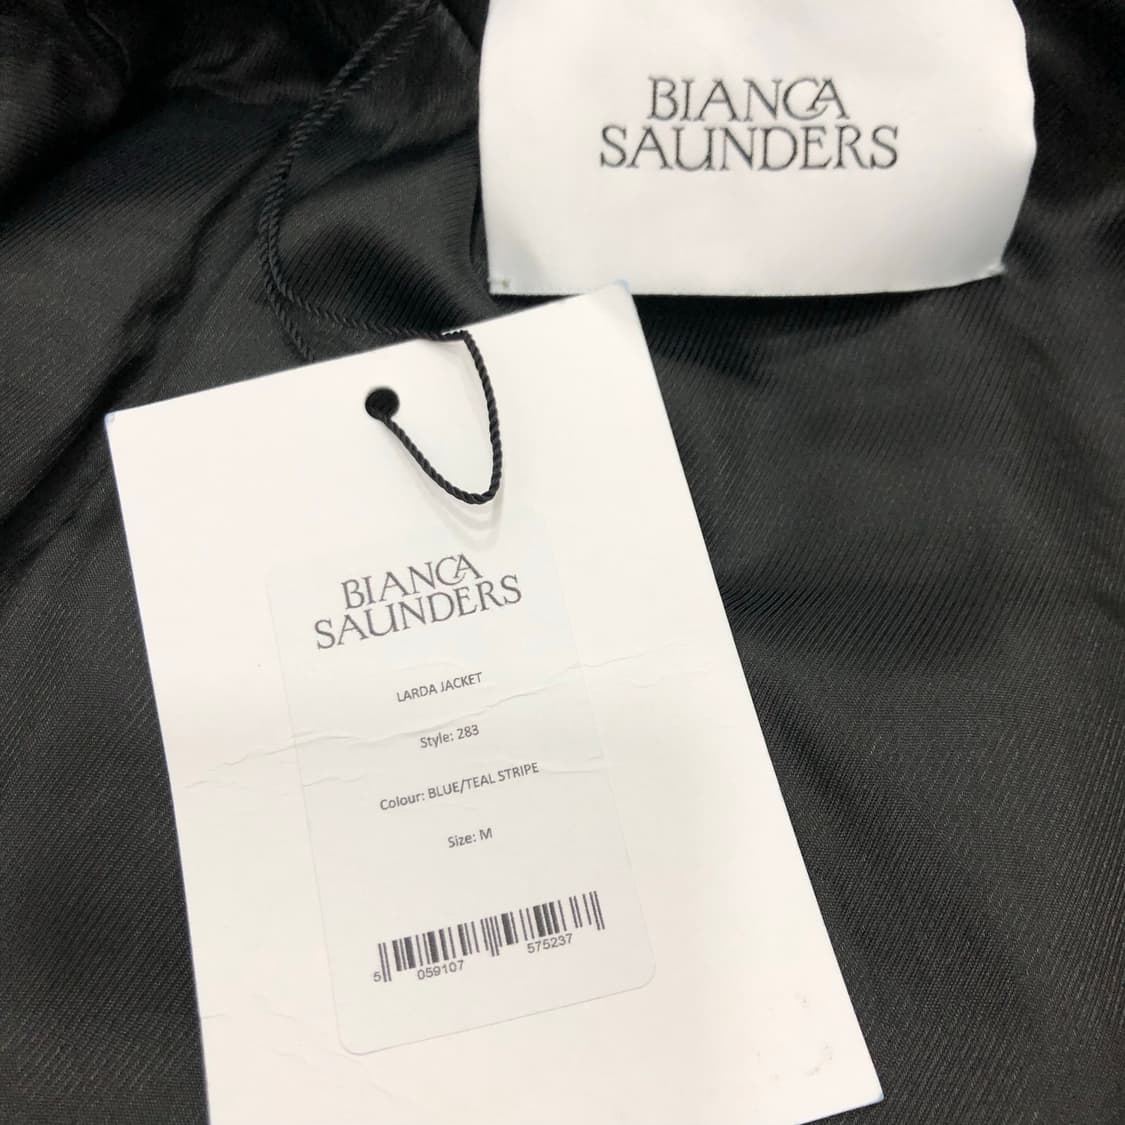 BIANCA
SAUNDERS
BIANCA
SAUNDERS
LARDA JACKET
Style: 283
Colour: BLUE/TEAL STRIPE
Size: M
5 059107 575237